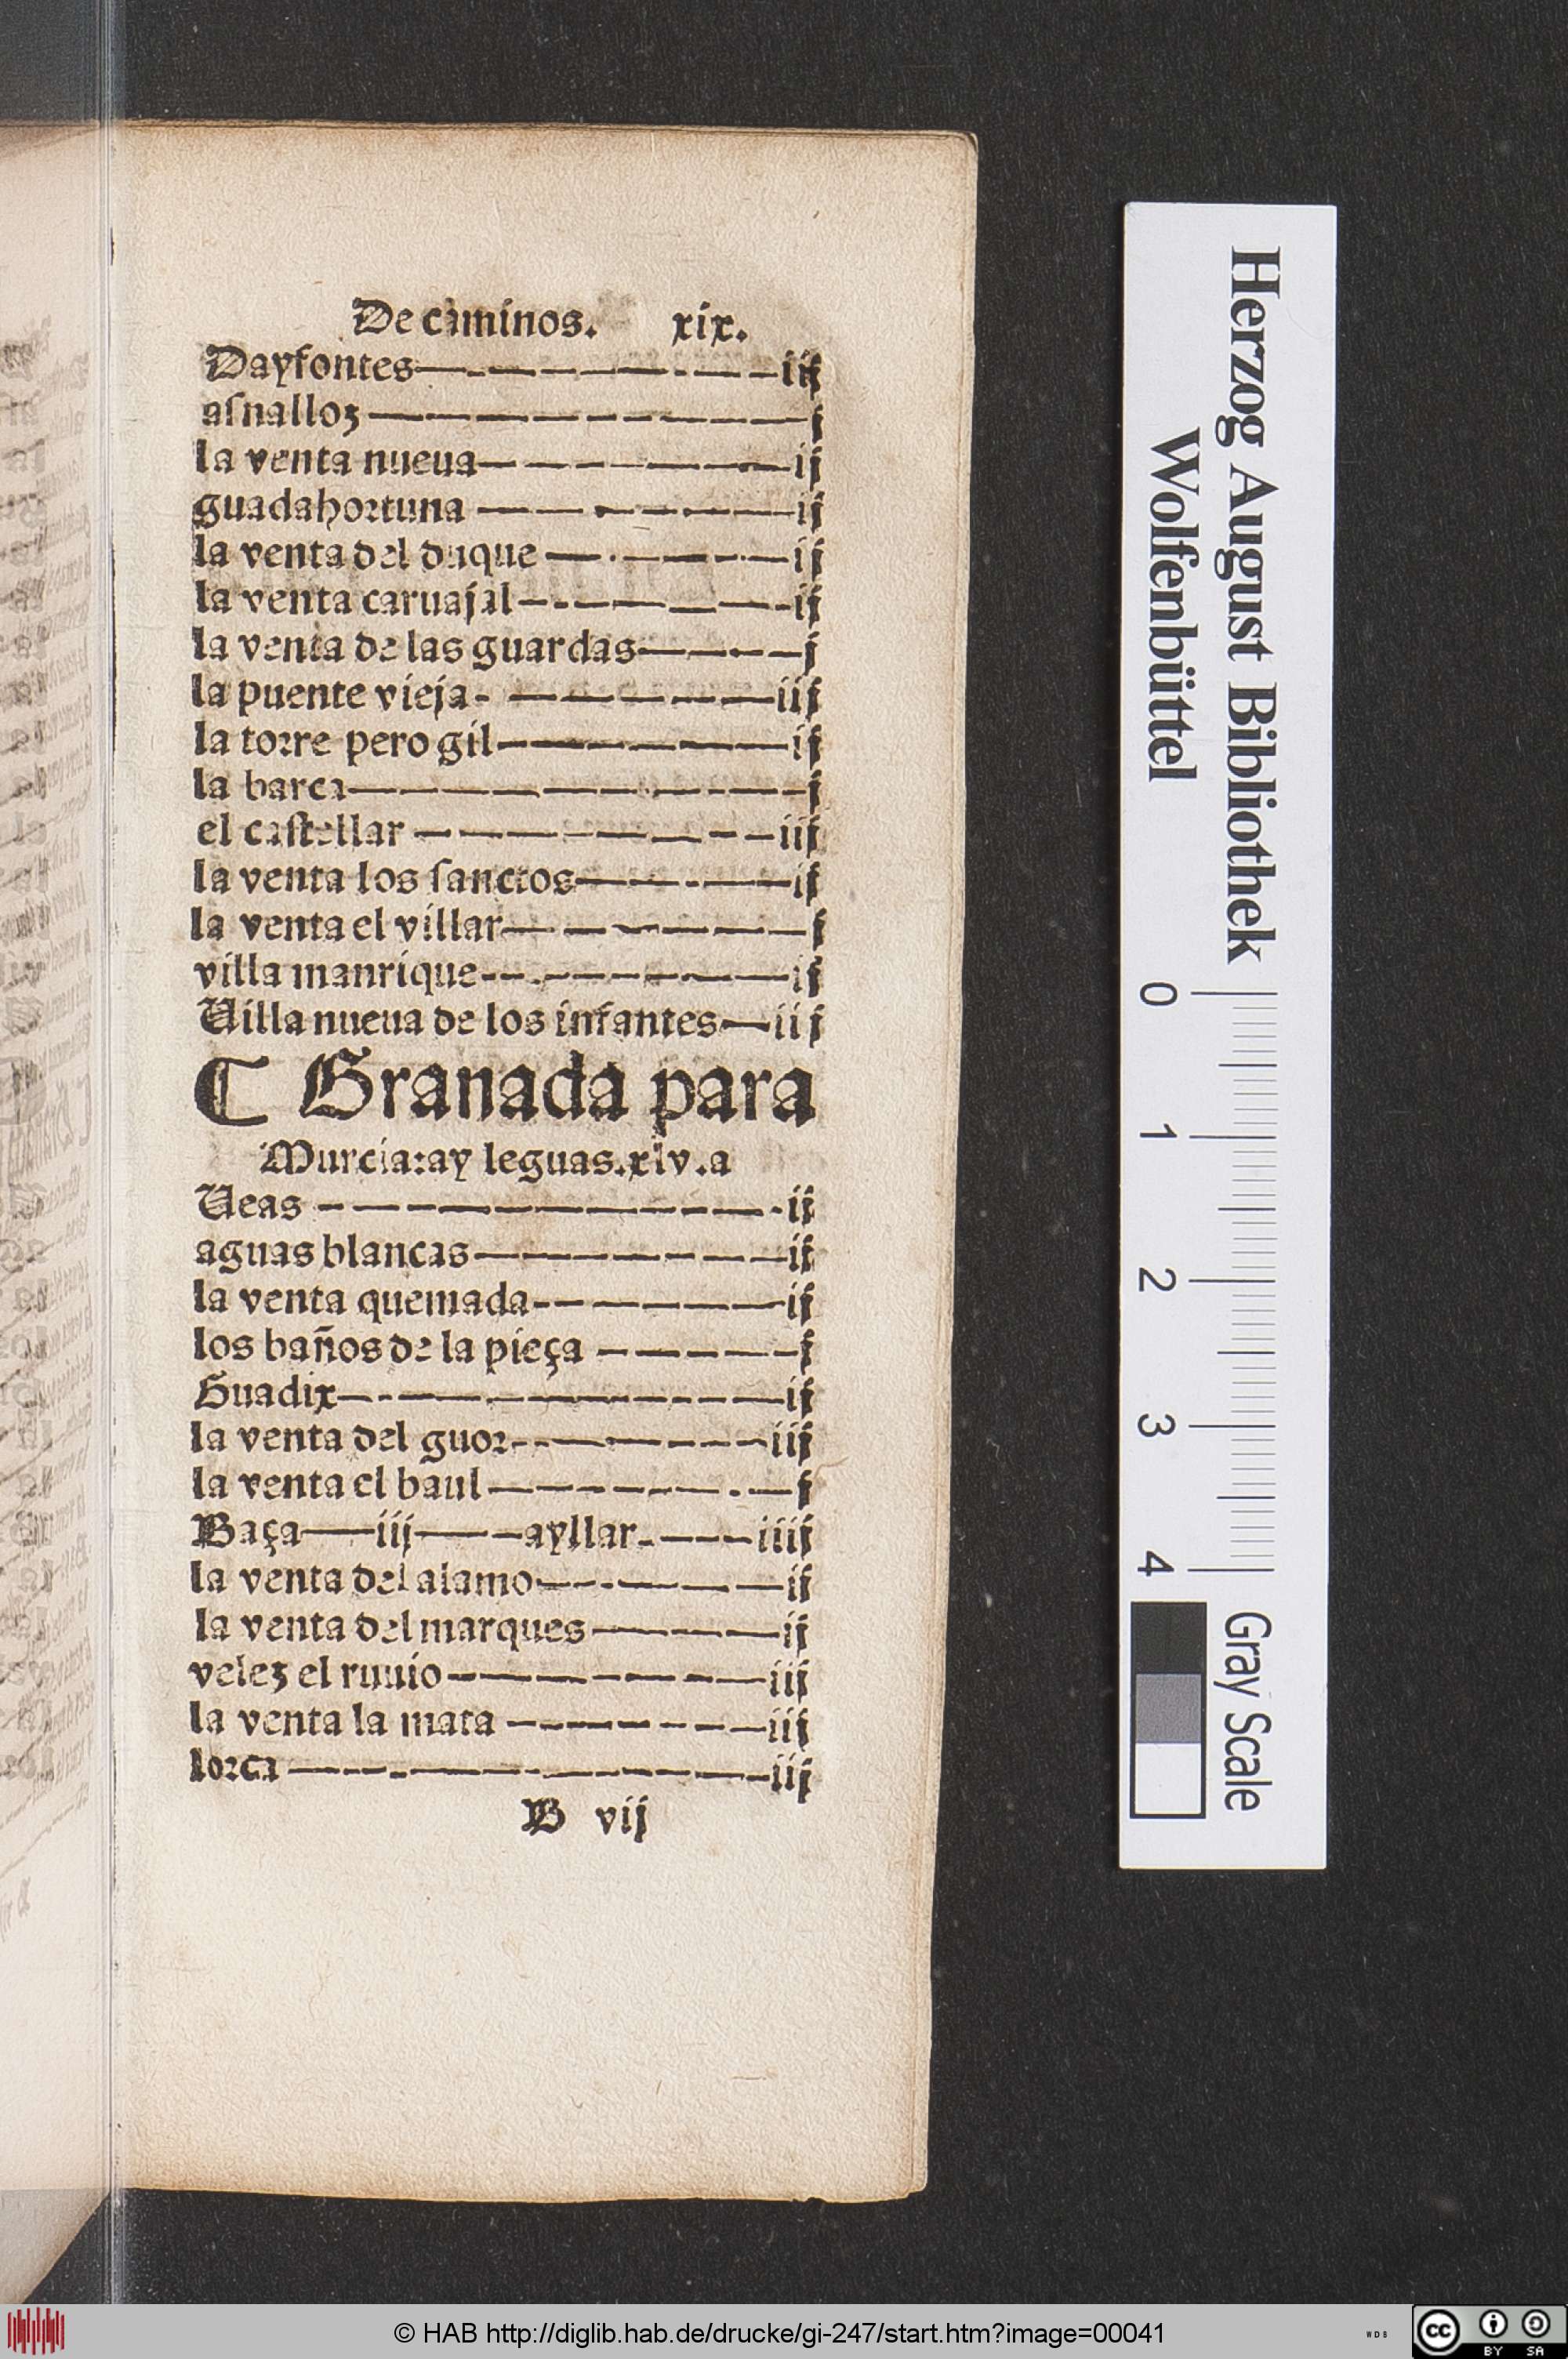 De caminos. xix.
Dayfontes iij
asnalloz j
la venta nueua ij
guadahortuna ij
la venta del duque ij
la venta caruajal ij
la venta de las guardas j
la puente vieja iij
la torre pero gil ij
la barca j
el castellar iij
la venta los sanctos ij
la venta el villar j
villa manrique ij
Uilla nueua de los infantes iij
Granada para
Murcia:ay leguas.xlv.a
Ueas ij
aguas blancas ij
la venta quemada ij
los baños de la pieça j
Guadix ij
la venta del guor iij
la venta el baul j
Baça iij ayllar iiij
la venta del alamo ij
la venta del marques ij
velez el ruuio iij
la venta la mata iij
lorca iij
B vij
Herzog August Bibliothek
Wolfenbüttel
0 1 2 3 4
Gray Scale
© HAB http://diglib.hab.de/drucke/gi-247/start.htm?image=00041
WDB
cc BY SA